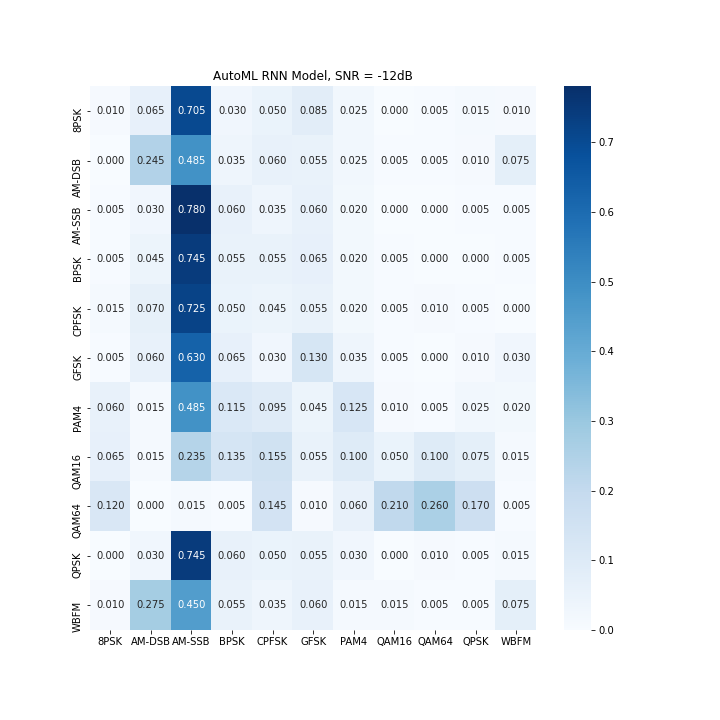 AutoML RNN Model, SNR = -12dB
8PSK 0.010 0.065 0.705 0.030 0.050 0.085 0.025 0.000 0.005 0.015 0.010
AM-DSB 0.000 0.245 0.485 0.035 0.060 0.055 0.025 0.005 0.005 0.010 0.075
AM-SSB 0.005 0.030 0.780 0.060 0.035 0.060 0.020 0.000 0.000 0.005 0.005
BPSK 0.005 0.045 0.745 0.055 0.055 0.065 0.020 0.005 0.000 0.000 0.005
CPFSK 0.015 0.070 0.725 0.050 0.045 0.055 0.020 0.005 0.010 0.005 0.000
GFSK 0.005 0.060 0.630 0.065 0.030 0.130 0.035 0.005 0.000 0.010 0.030
PAM4 0.060 0.015 0.485 0.115 0.095 0.045 0.125 0.010 0.005 0.025 0.020
QAM16 0.065 0.015 0.235 0.135 0.155 0.055 0.100 0.050 0.100 0.075 0.015
QAM64 0.120 0.000 0.015 0.005 0.145 0.010 0.060 0.210 0.260 0.170 0.005
QPSK 0.000 0.030 0.745 0.060 0.050 0.055 0.030 0.000 0.010 0.005 0.015
WBFM 0.010 0.275 0.450 0.055 0.035 0.060 0.015 0.015 0.005 0.005 0.075
8PSK AM-DSB AM-SSB BPSK CPFSK GFSK PAM4 QAM16 QAM64 QPSK WBFM
0.7
0.6
0.5
0.4
0.3
0.2
0.1
0.0